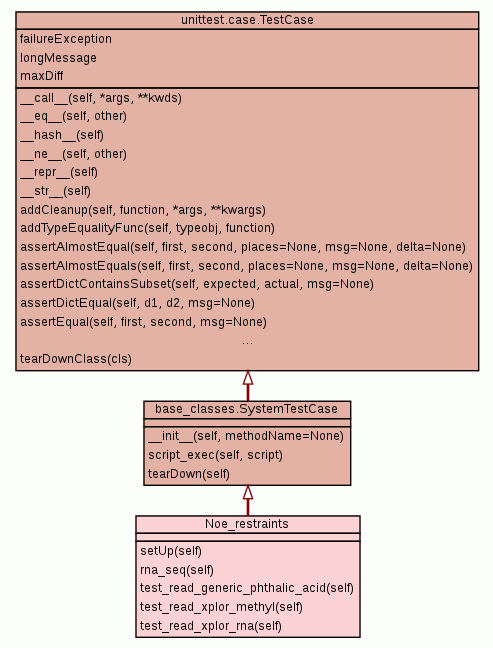 unittest.case.TestCase
failureException
longMessage
maxDiff
__call__(self, *args, **kwds)
__eq__(self, other)
__hash__(self)
__ne__(self, other)
__repr__(self)
__str__(self)
addCleanup(self, function, *args, **kwargs)
addTypeEqualityFunc(self, typeobj, function)
assertAlmostEqual(self, first, second, places=None, msg=None, delta=None)
assertAlmostEquals(self, first, second, places=None, msg=None, delta=None)
assertDictContainsSubset(self, expected, actual, msg=None)
assertDictEqual(self, d1, d2, msg=None)
assertEqual(self, first, second, msg=None)
...
tearDownClass(cls)
base_classes.SystemTestCase
__init__(self, methodName=None)
script_exec(self, script)
tearDown(self)
Noe_restraints
setUp(self)
rna_seq(self)
test_read_generic_phthalic_acid(self)
test_read_xplor_methyl(self)
test_read_xplor_rna(self)